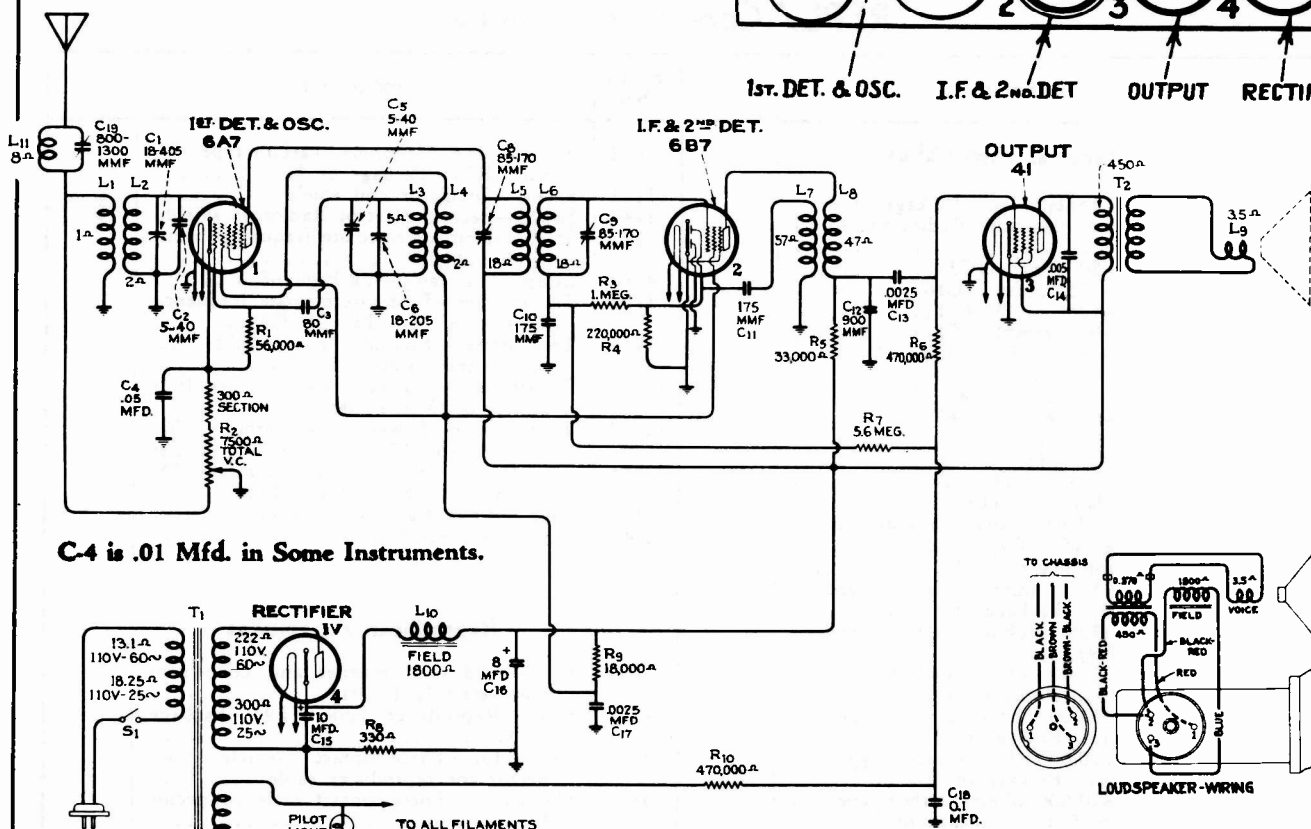 2 3 4
1ST. DET. & OSC. I.F. & 2ND. DET OUTPUT
L11
8Ω
C19
800-
1300
MMF
C1
18-405
MMF
1ST. DET. & OSC.
6A7
C5
5-40
MMF
C8
85-170
MMF
I.F. & 2ND DET.
6B7
OUTPUT
41
450Ω
T2
L1 L2
1Ω
2Ω
C2
5-40
MMF
1
C3
80
MMF
R1
56,000Ω
L3 L4
5Ω
2Ω
C6
18-205
MMF
L5 L6
18Ω 18Ω
C9
85-170
MMF
C10
175
MMF
R3
1 MEG.
220,000Ω
R4
2
175
MMF
C11
L7 L8
57Ω 47Ω
R5
33,000Ω
C12
900
MMF
.0025
MFD
C13
R6
470,000Ω
3
.005
MFD.
C14
3.5Ω
L9
C4
.05
MFD.
300Ω
SECTION
R2
7500Ω
TOTAL
V.C.
R7
5.6 MEG.
C-4 is .01 Mfd. in Some Instruments.
T1
13.1Ω
110V-60~
18.25Ω
110V-25~
S1
222Ω
110V.
60~
300Ω
110V.
25~
RECTIFIER
1V
4
10
MFD.
C15
R8
330Ω
L10
FIELD
1800Ω
8
MFD
C16
R9
18,000Ω
.0025
MFD
C17
R10
470,000Ω
C18
0.1
MFD.
PILOT
TO ALL FILAMENTS
TO CHASSIS
BLACK
BROWN
BROWN-BLACK
1800Ω
FIELD
3.5Ω
VOICE
450Ω
BLACK-RED
BLACK-
RED
RED
BLUE
LOUDSPEAKER-WIRING